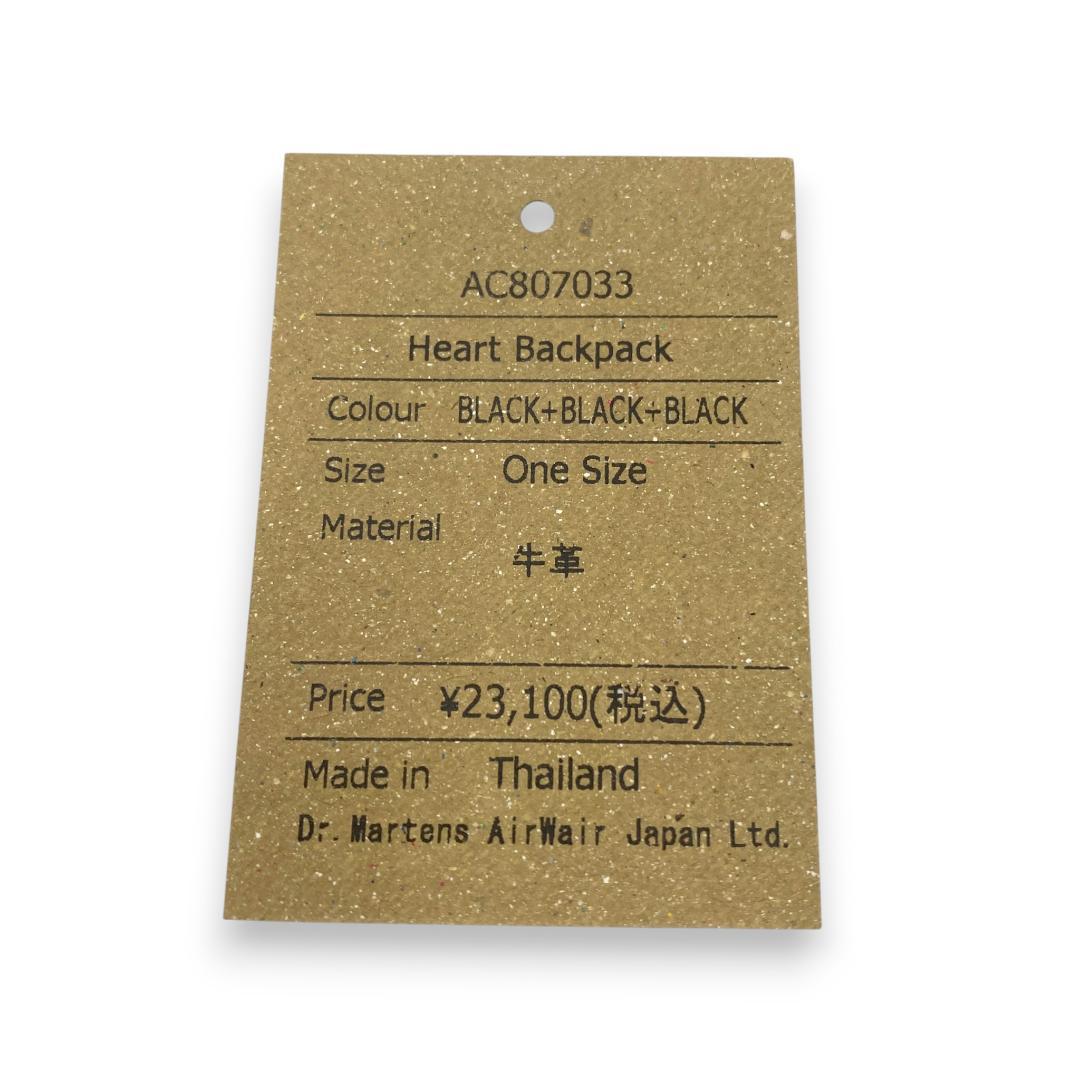 AC807033
Heart Backpack
Colour BLACK+BLACK+BLACK
Size One Size
Material
牛革
Price ¥23,100(税込)
Made in Thailand
Dr. Martens AirWair Japan Ltd.